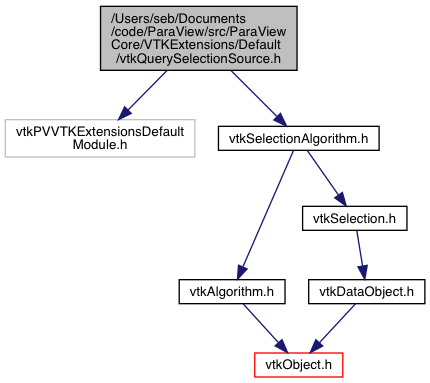 /Users/seb/Documents
/code/ParaView/src/ParaView
Core/VTKExtensions/Default
/vtkQuerySelectionSource.h
vtkPVVTKExtensionsDefault
Module.h
vtkSelectionAlgorithm.h
vtkSelection.h
vtkAlgorithm.h
vtkDataObject.h
vtkObject.h